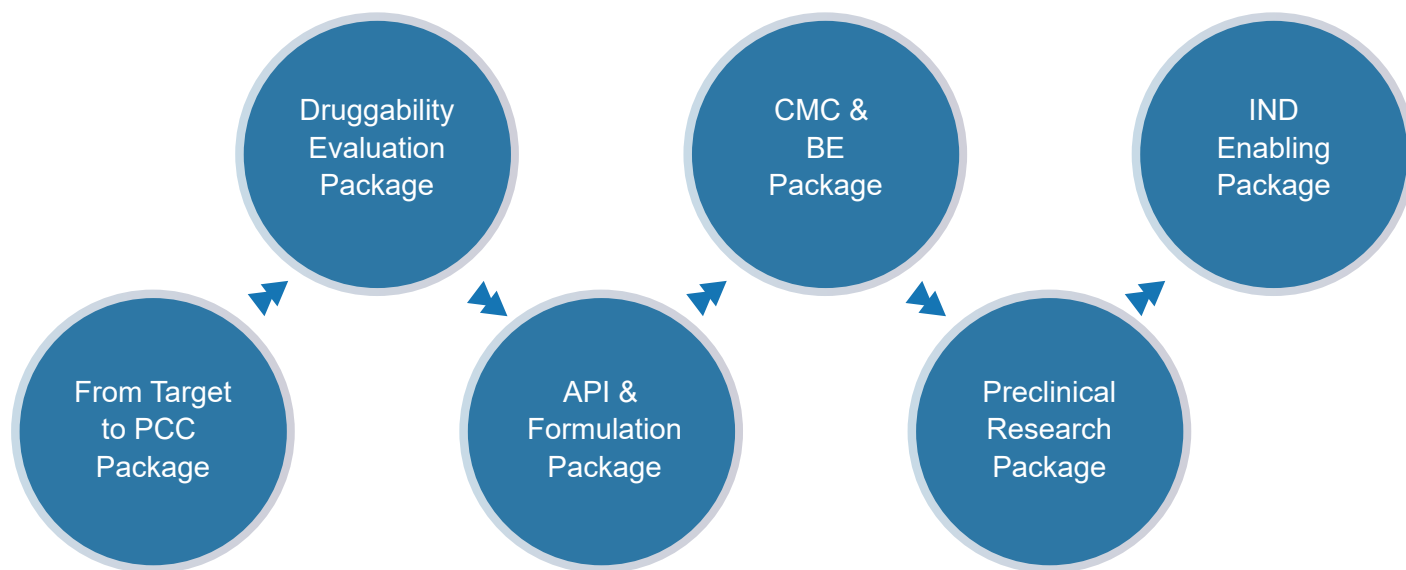 From Target
to PCC
Package
Druggability
Evaluation
Package
API &
Formulation
Package
CMC &
BE
Package
Preclinical
Research
Package
IND
Enabling
Package